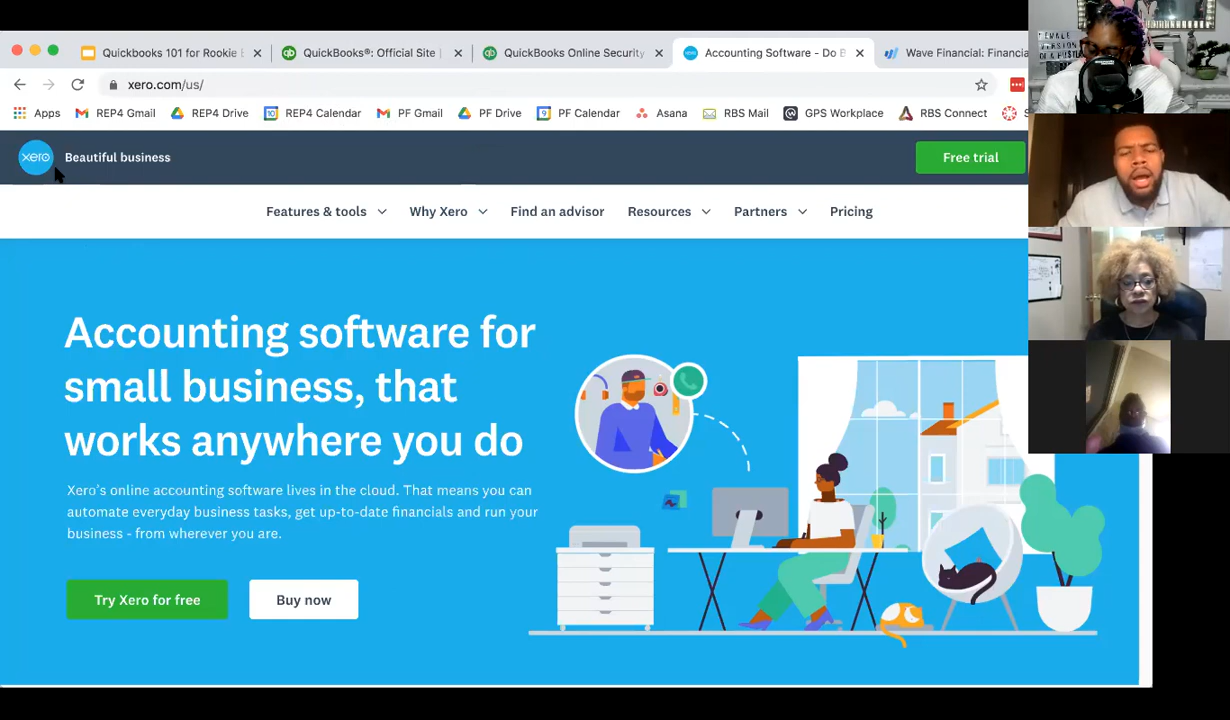 Quickbooks 101 for Rookie
QuickBooks®: Official Site |
QuickBooks Online Security
Accounting Software - Do B
Wave Financial: Financia
xero.com/us/
Apps
REP4 Gmail
REP4 Drive
REP4 Calendar
PF Gmail
PF Drive
PF Calendar
Asana
RBS Mail
GPS Workplace
RBS Connect
S
xero
Beautiful business
Free trial
Features & tools
Why Xero
Find an advisor
Resources
Partners
Pricing
Accounting software for
small business, that
works anywhere you do
Xero's online accounting software lives in the cloud. That means you can
automate everyday business tasks, get up-to-date financials and run your
business - from wherever you are.
Try Xero for free
Buy now
VERSION
OF A HUSTLE